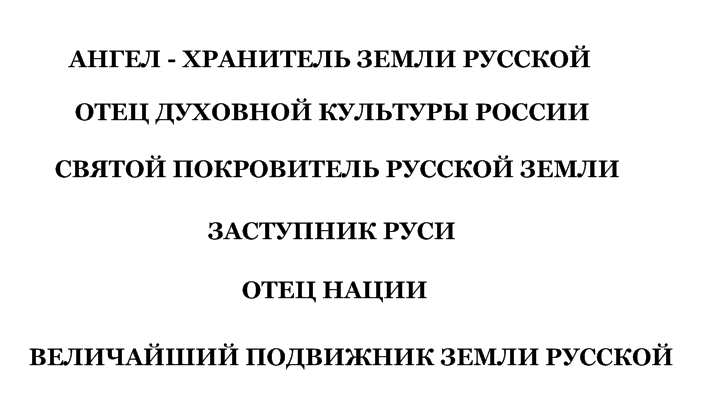 АНГЕЛ - ХРАНИТЕЛЬ ЗЕМЛИ РУССКОЙ
ОТЕЦ ДУХОВНОЙ КУЛЬТУРЫ РОССИИ
СВЯТОЙ ПОКРОВИТЕЛЬ РУССКОЙ ЗЕМЛИ
ЗАСТУПНИК РУСИ
ОТЕЦ НАЦИИ
ВЕЛИЧАЙШИЙ ПОДВИЖНИК ЗЕМЛИ РУССКОЙ